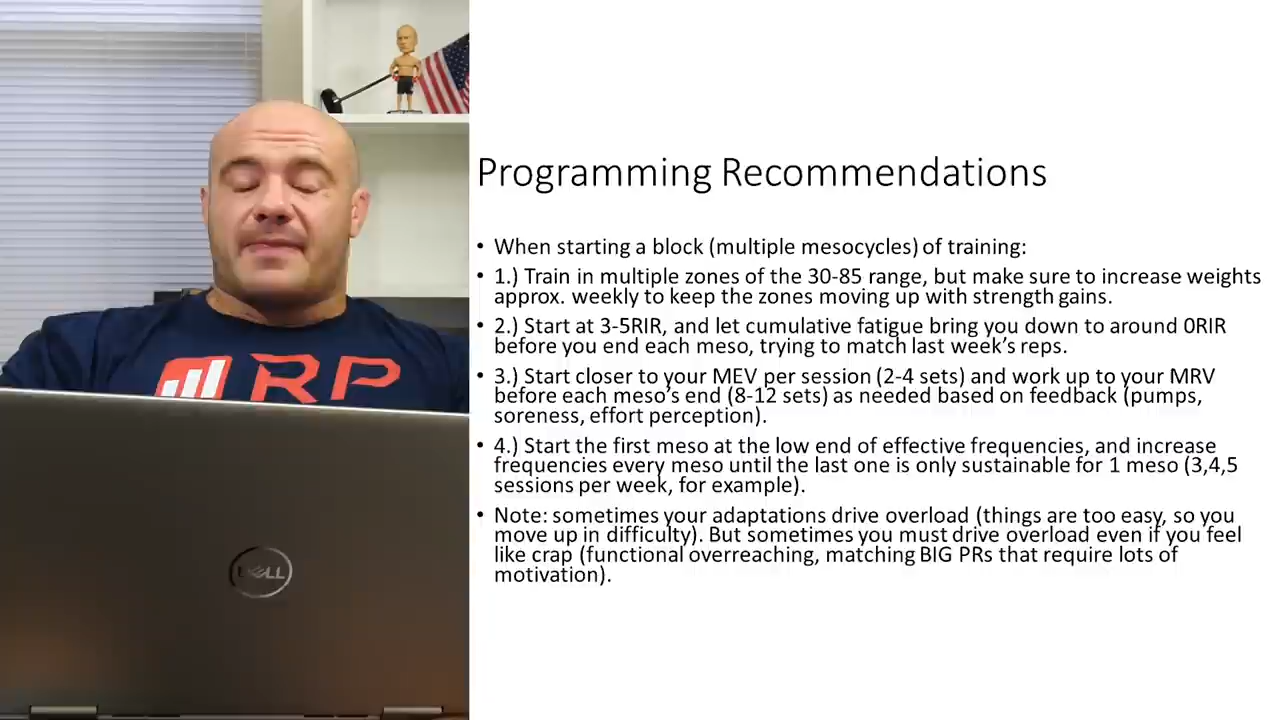 Programming Recommendations
• When starting a block (multiple mesocycles) of training:
• 1.) Train in multiple zones of the 30-85 range, but make sure to increase weights
approx. weekly to keep the zones moving up with strength gains.
• 2.) Start at 3-5RIR, and let cumulative fatigue bring you down to around 0RIR
before you end each meso, trying to match last week's reps.
• 3.) Start closer to your MEV per session (2-4 sets) and work up to your MRV
before each meso's end (8-12 sets) as needed based on feedback (pumps,
soreness, effort perception).
• 4.) Start the first meso at the low end of effective frequencies, and increase
frequencies every meso until the last one is only sustainable for 1 meso (3,4,5
sessions per week, for example).
• Note: sometimes your adaptations drive overload (things are too easy, so you
move up in difficulty). But sometimes you must drive overload even if you feel
like crap (functional overreaching, matching BIG PRs that require lots of
motivation).
RP
DELL